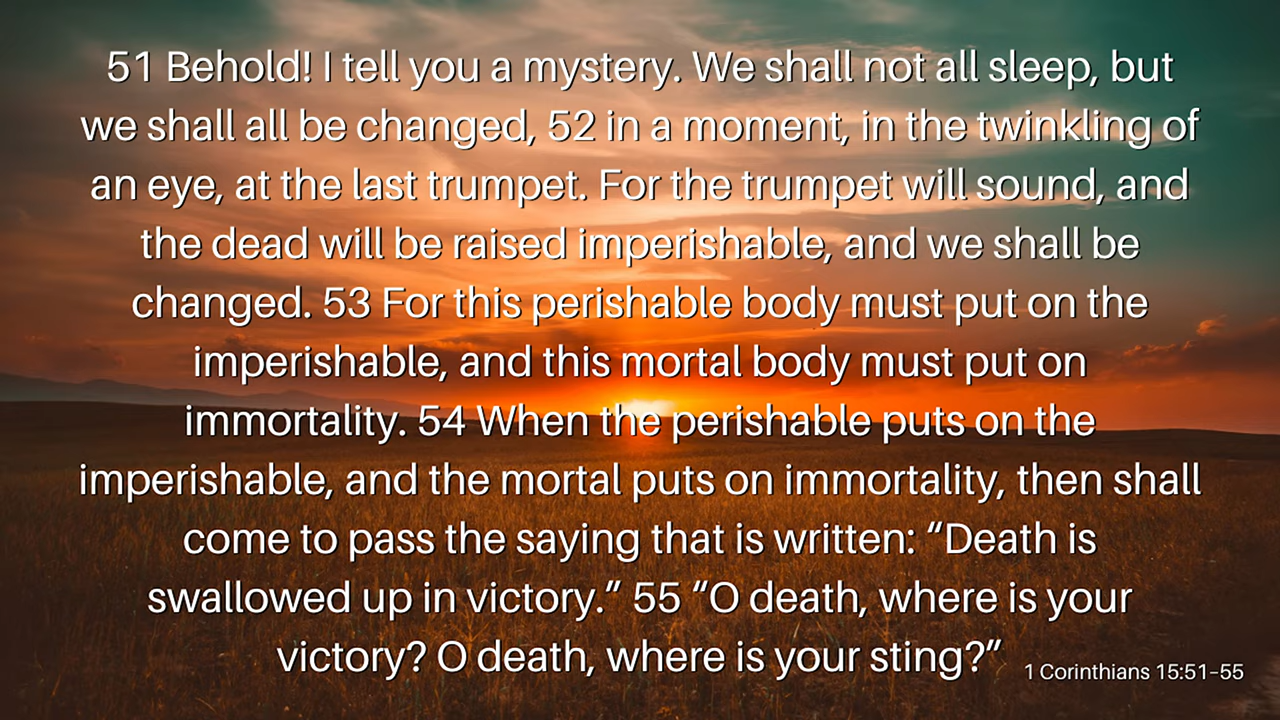 51 Behold! I tell you a mystery. We shall not all sleep, but
we shall all be changed, 52 in a moment, in the twinkling of
an eye, at the last trumpet. For the trumpet will sound, and
the dead will be raised imperishable, and we shall be
changed. 53 For this perishable body must put on the
imperishable, and this mortal body must put on
immortality. 54 When the perishable puts on the
imperishable, and the mortal puts on immortality, then shall
come to pass the saying that is written: “Death is
swallowed up in victory.” 55 “O death, where is your
victory? O death, where is your sting?”
1 Corinthians 15:51–55